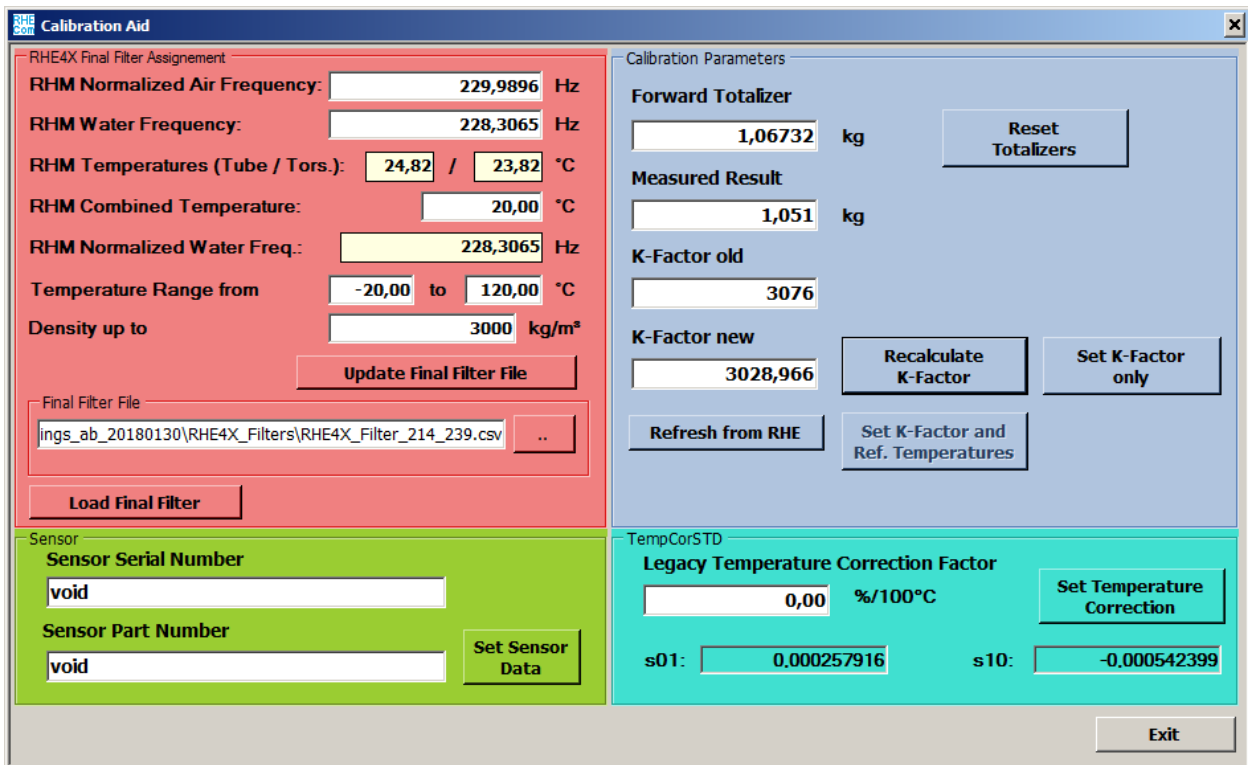 RHE Com Calibration Aid
RHE4X Final Filter Assignement
RHM Normalized Air Frequency: 229,9896 Hz
RHM Water Frequency: 228,3065 Hz
RHM Temperatures (Tube / Tors.): 24,82 / 23,82 °C
RHM Combined Temperature: 20,00 °C
RHM Normalized Water Freq.: 228,3065 Hz
Temperature Range from -20,00 to 120,00 °C
Density up to 3000 kg/m³
Update Final Filter File
Final Filter File
ings_ab_20180130\RHE4X_Filters\RHE4X_Filter_214_239.csv ..
Load Final Filter
Calibration Parameters
Forward Totalizer
1,06732 kg
Reset
Totalizers
Measured Result
1,051 kg
K-Factor old
3076
K-Factor new
3028,966
Recalculate
K-Factor
Set K-Factor
only
Refresh from RHE
Set K-Factor and
Ref. Temperatures
Sensor
Sensor Serial Number
void
Sensor Part Number
void
Set Sensor
Data
TempCorSTD
Legacy Temperature Correction Factor
0,00 %/100°C
Set Temperature
Correction
s01: 0,000257916 s10: -0,000542399
Exit